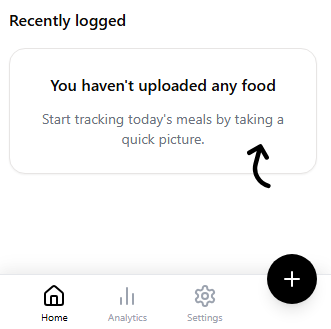 Recently logged
You haven't uploaded any food
Start tracking today's meals by taking a
quick picture.
Home
Analytics
Settings